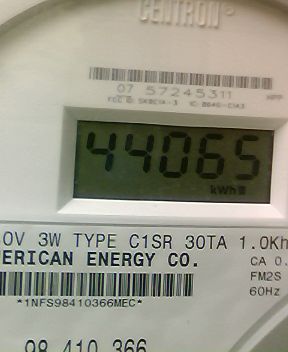 CENTRON®
07 57245311
44065
kWh
0V 3W TYPE C1SR 30TA 1.0Kh
ERICAN ENERGY CO.
CA 0.
FM2S
60Hz
*1NFS98410366MEC*
98 410 366